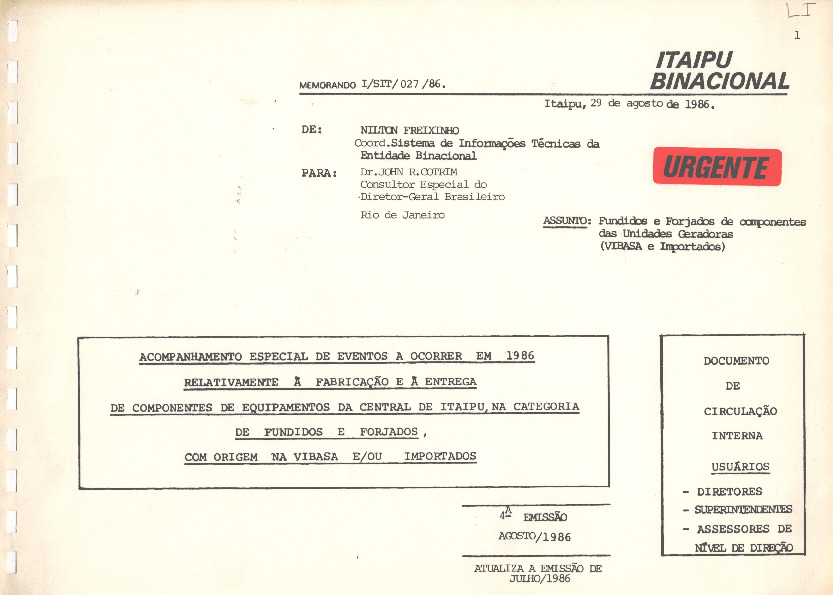 LI
1
ITAIPU
BINACIONAL
MEMORANDO I/SIT/027/86.
Itaipu, 29 de agosto de 1986.
DE: NILTON FREIXINHO
Coord.Sistema de Informações Técnicas da
Entidade Binacional
PARA: Dr.JOHN R.COTRIM
Consultor Especial do
Diretor-Geral Brasileiro
Rio de Janeiro
URGENTE
ASSUNTO: Fundidos e Forjados de componentes
das Unidades Geradoras
(VIBASA e Importados)
ACOMPANHAMENTO ESPECIAL DE EVENTOS A OCORRER EM 1986
RELATIVAMENTE À FABRICAÇÃO E À ENTREGA
DE COMPONENTES DE EQUIPAMENTOS DA CENTRAL DE ITAIPU, NA CATEGORIA
DE FUNDIDOS E FORJADOS,
COM ORIGEM NA VIBASA E/OU IMPORTADOS
DOCUMENTO
DE
CIRCULAÇÃO
INTERNA
USUÁRIOS
- DIRETORES
- SUPERINTENDENTES
- ASSESSORES DE
NÍVEL DE DIREÇÃO
4ª EMISSÃO
AGOSTO/1986
ATUALIZA A EMISSÃO DE
JULHO/1986